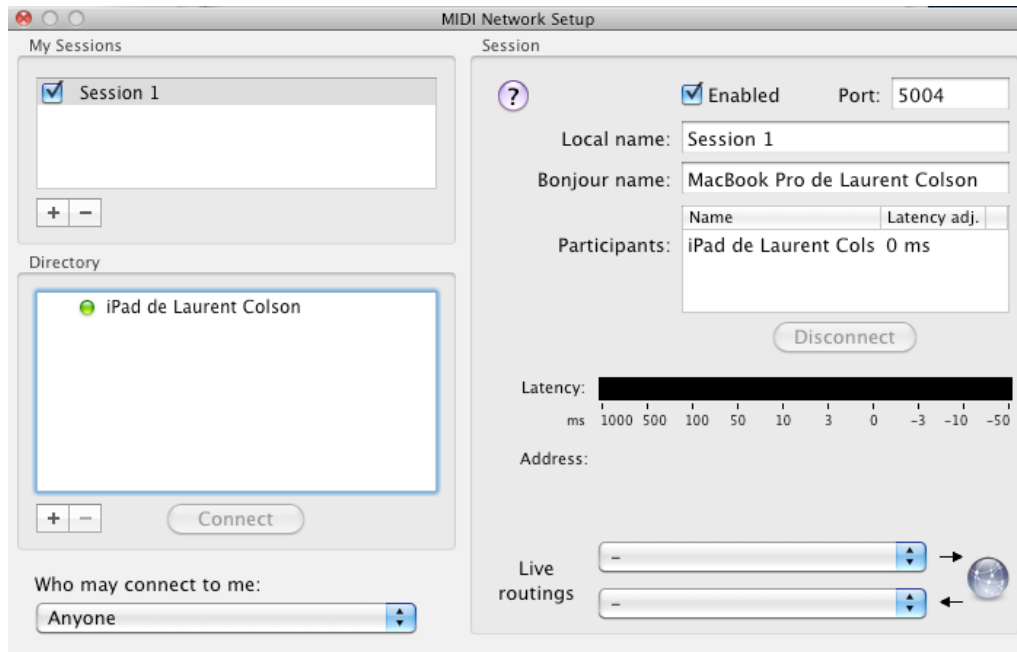 MIDI Network Setup
My Sessions
Session 1
+ −
Directory
iPad de Laurent Colson
+ −
Connect
Who may connect to me:
Anyone
Session
?
Enabled
Port: 5004
Local name: Session 1
Bonjour name: MacBook Pro de Laurent Colson
Name Latency adj.
Participants: iPad de Laurent Cols 0 ms
Disconnect
Latency:
ms 1000 500 100 50 10 3 0 -3 -10 -50
Address:
Live
routings
–
–